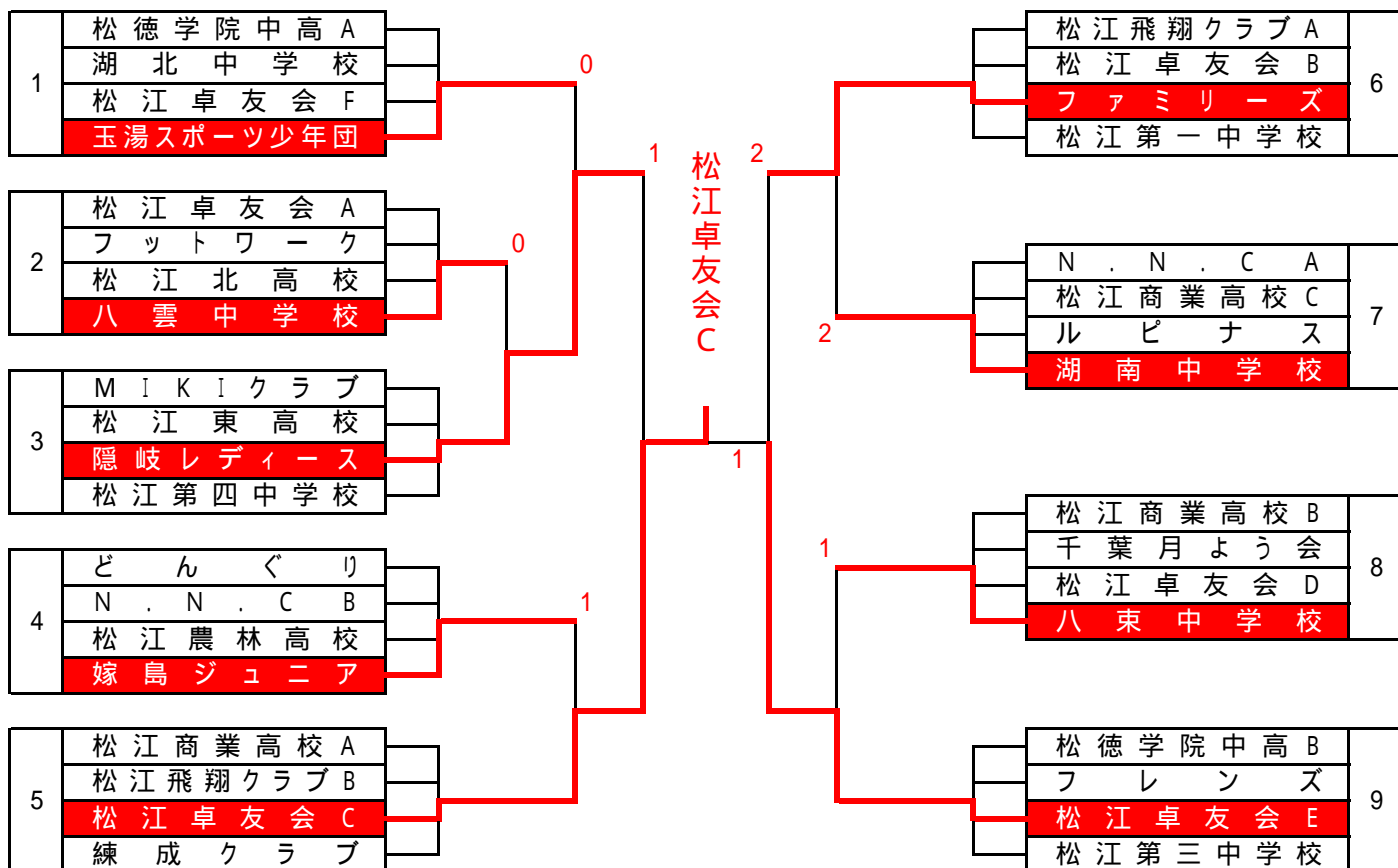 1
松徳学院中高A
湖北中学校
松江卓友会F
玉湯スポーツ少年団
2
松江卓友会A
フットワーク
松江北高校
八雲中学校
3
MIKIクラブ
松江東高校
隠岐レディース
松江第四中学校
4
どんぐり
N.N.C B
松江農林高校
嫁島ジュニア
5
松江商業高校A
松江飛翔クラブB
松江卓友会C
練成クラブ
0
0
1
1
松江卓友会C
2
2
1
1
松江飛翔クラブA
松江卓友会B
ファミリーズ
松江第一中学校
6
N.N.C A
松江商業高校C
ルピナス
湖南中学校
7
松江商業高校B
千葉月よう会
松江卓友会D
八束中学校
8
松徳学院中高B
フレンズ
松江卓友会E
松江第三中学校
9